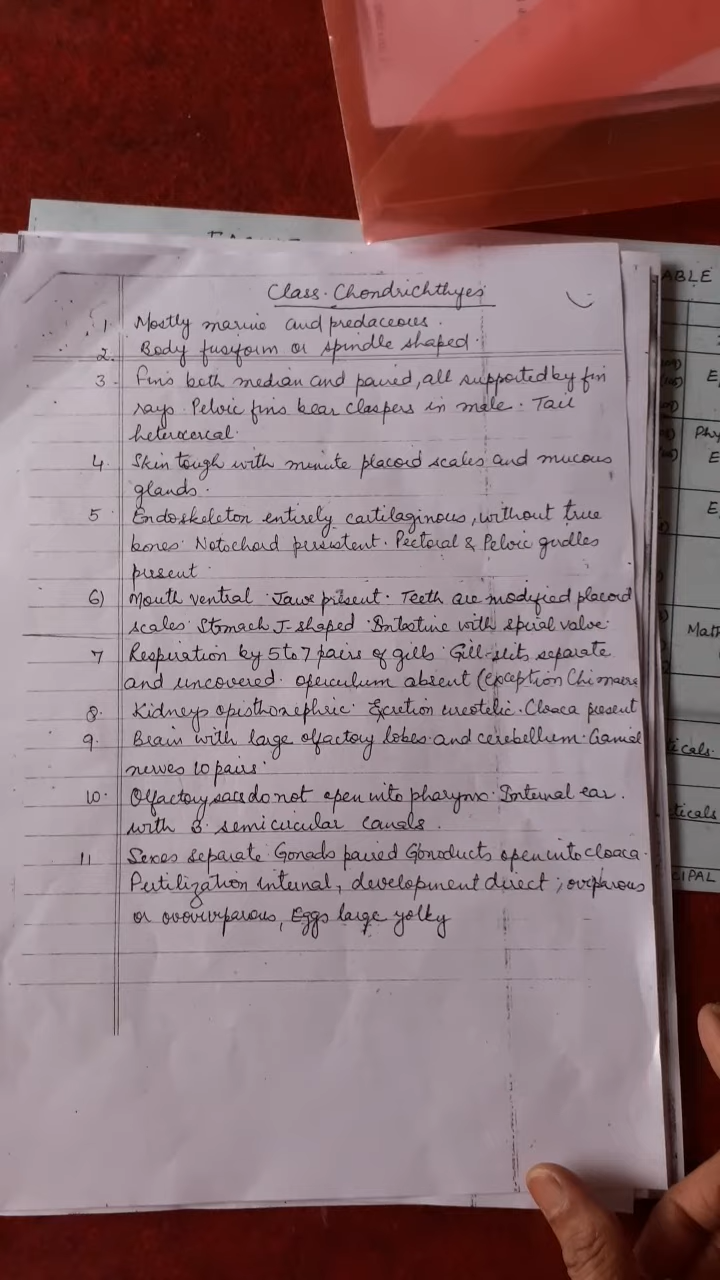 Class. Chondrichthyes
1. Mostly marine and predaceous.
2. Body fusiform or spindle shaped.
3. Fins both median and paired, all supported by fin
rays. Pelvic fins bear claspers in male. Tail
heterocercal.
4. Skin tough with minute placoid scales and mucous
glands.
5. Endoskeleton entirely cartilaginous, without true
bones. Notochord persistent. Pectoral & Pelvic girdles
present.
6) Mouth ventral. Jaws present. Teeth are modified placoid
scales. Stomach J-shaped. Intestine with spiral valve.
7 Respiration by 5 to 7 pairs of gills. Gill-slits separate
and uncovered. operculum absent (exception Chimaera
8. Kidneys opisthonephric. Excretion ureotelic. Cloaca present
9. Brain with large olfactory lobes and cerebellum. Cranial
nerves 10 pairs.
10. Olfactory sacs do not open into pharynx. Internal ear.
with 3 semicircular canals.
11 Sexes separate. Gonads paired Gonoducts open into cloaca.
Fertilization internal, development direct; oviparous
or ovoviviparous, Eggs large yolky
ABLE
Phy
Math
ticals.
ticals
CIPAL